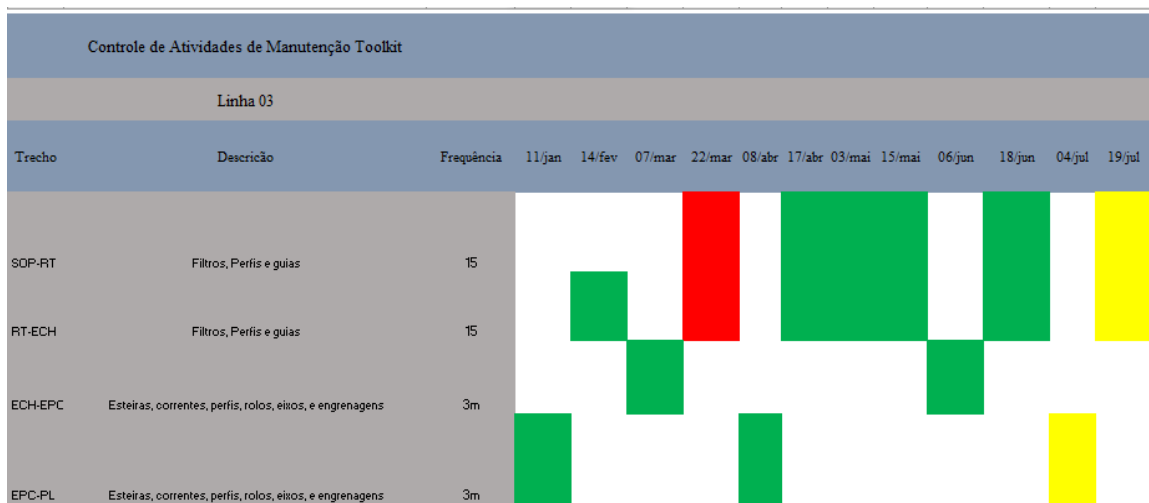 Controle de Atividades de Manutenção Toolkit
Linha 03
Trecho Descrição Frequência 11/jan 14/fev 07/mar 22/mar 08/abr 17/abr 03/mai 15/mai 06/jun 18/jun 04/jul 19/jul
SOP-RT Filtros, Perfis e guias 15
RT-ECH Filtros, Perfis e guias 15
ECH-EPC Esteiras, correntes, perfis, rolos, eixos, e engrenagens 3m
EPC-PL Esteiras, correntes, perfis, rolos, eixos, e engrenagens 3m